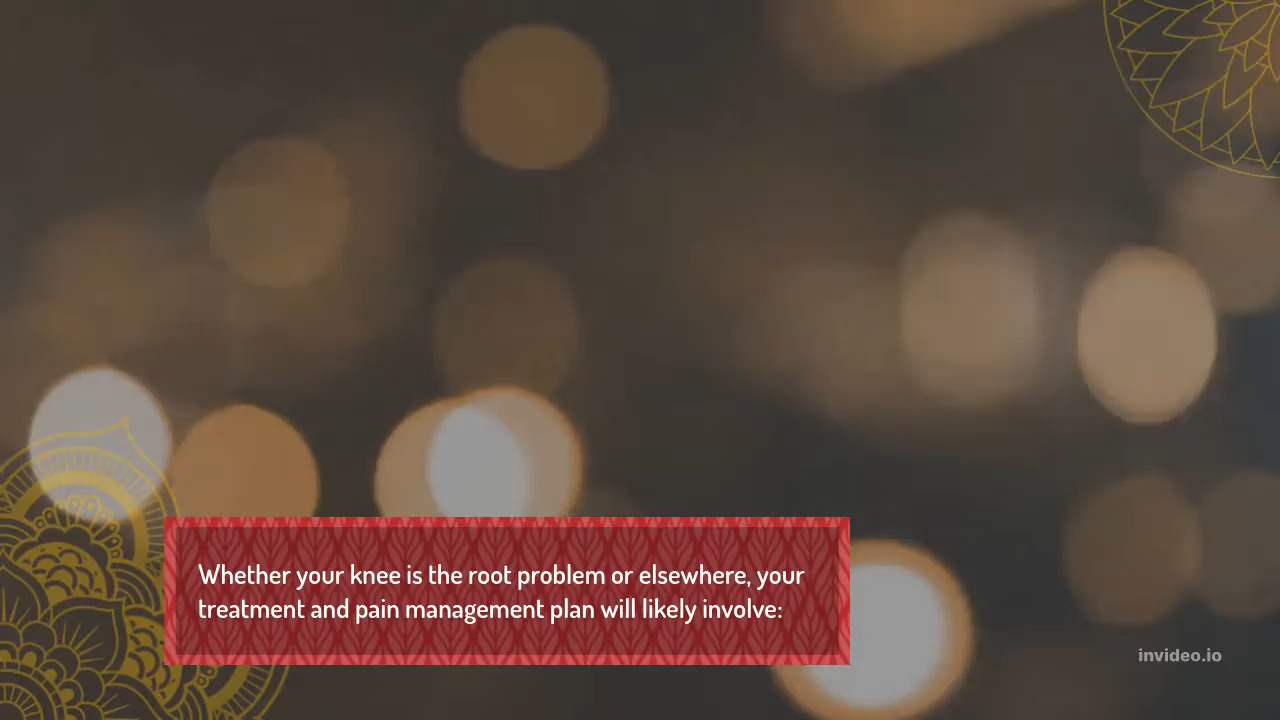 Whether your knee is the root problem or elsewhere, your
treatment and pain management plan will likely involve:
invideo.io